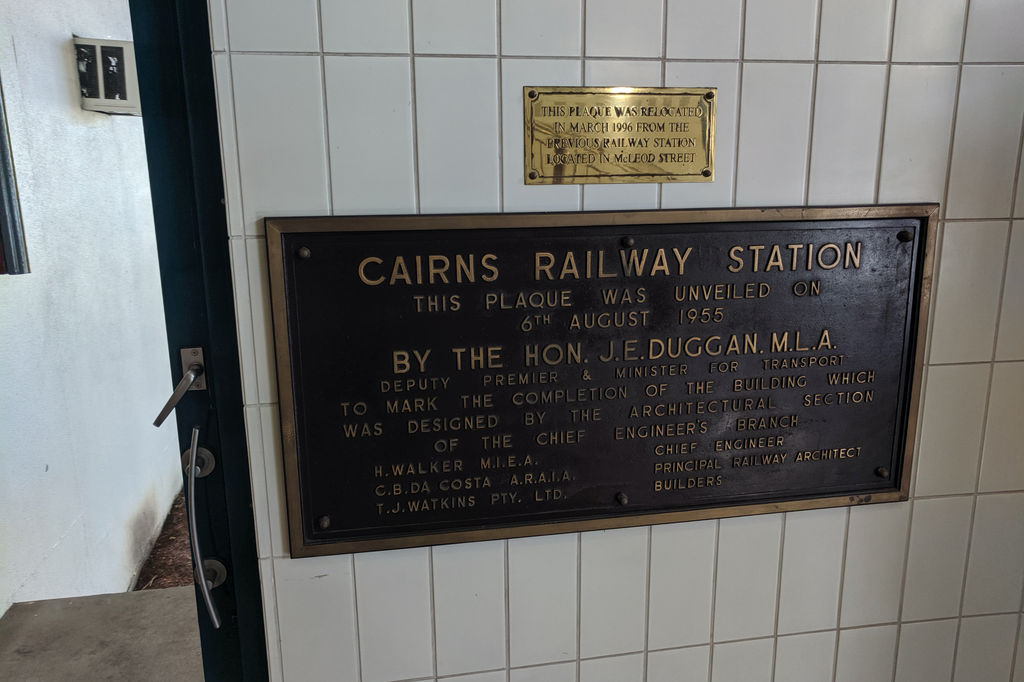 THIS PLAQUE WAS RELOCATED
IN MARCH 1996 FROM THE
PREVIOUS RAILWAY STATION
LOCATED IN McLEOD STREET
CAIRNS RAILWAY STATION
THIS PLAQUE WAS UNVEILED ON
6TH AUGUST 1955
BY THE HON. J.E. DUGGAN. M.L.A.
DEPUTY PREMIER & MINISTER FOR TRANSPORT
TO MARK THE COMPLETION OF THE BUILDING WHICH
WAS DESIGNED BY THE ARCHITECTURAL SECTION
OF THE CHIEF ENGINEER'S BRANCH
H. WALKER M.I.E.A. CHIEF ENGINEER
C.B. DA COSTA A.R.A.I.A. PRINCIPAL RAILWAY ARCHITECT
T.J. WATKINS PTY. LTD. BUILDERS